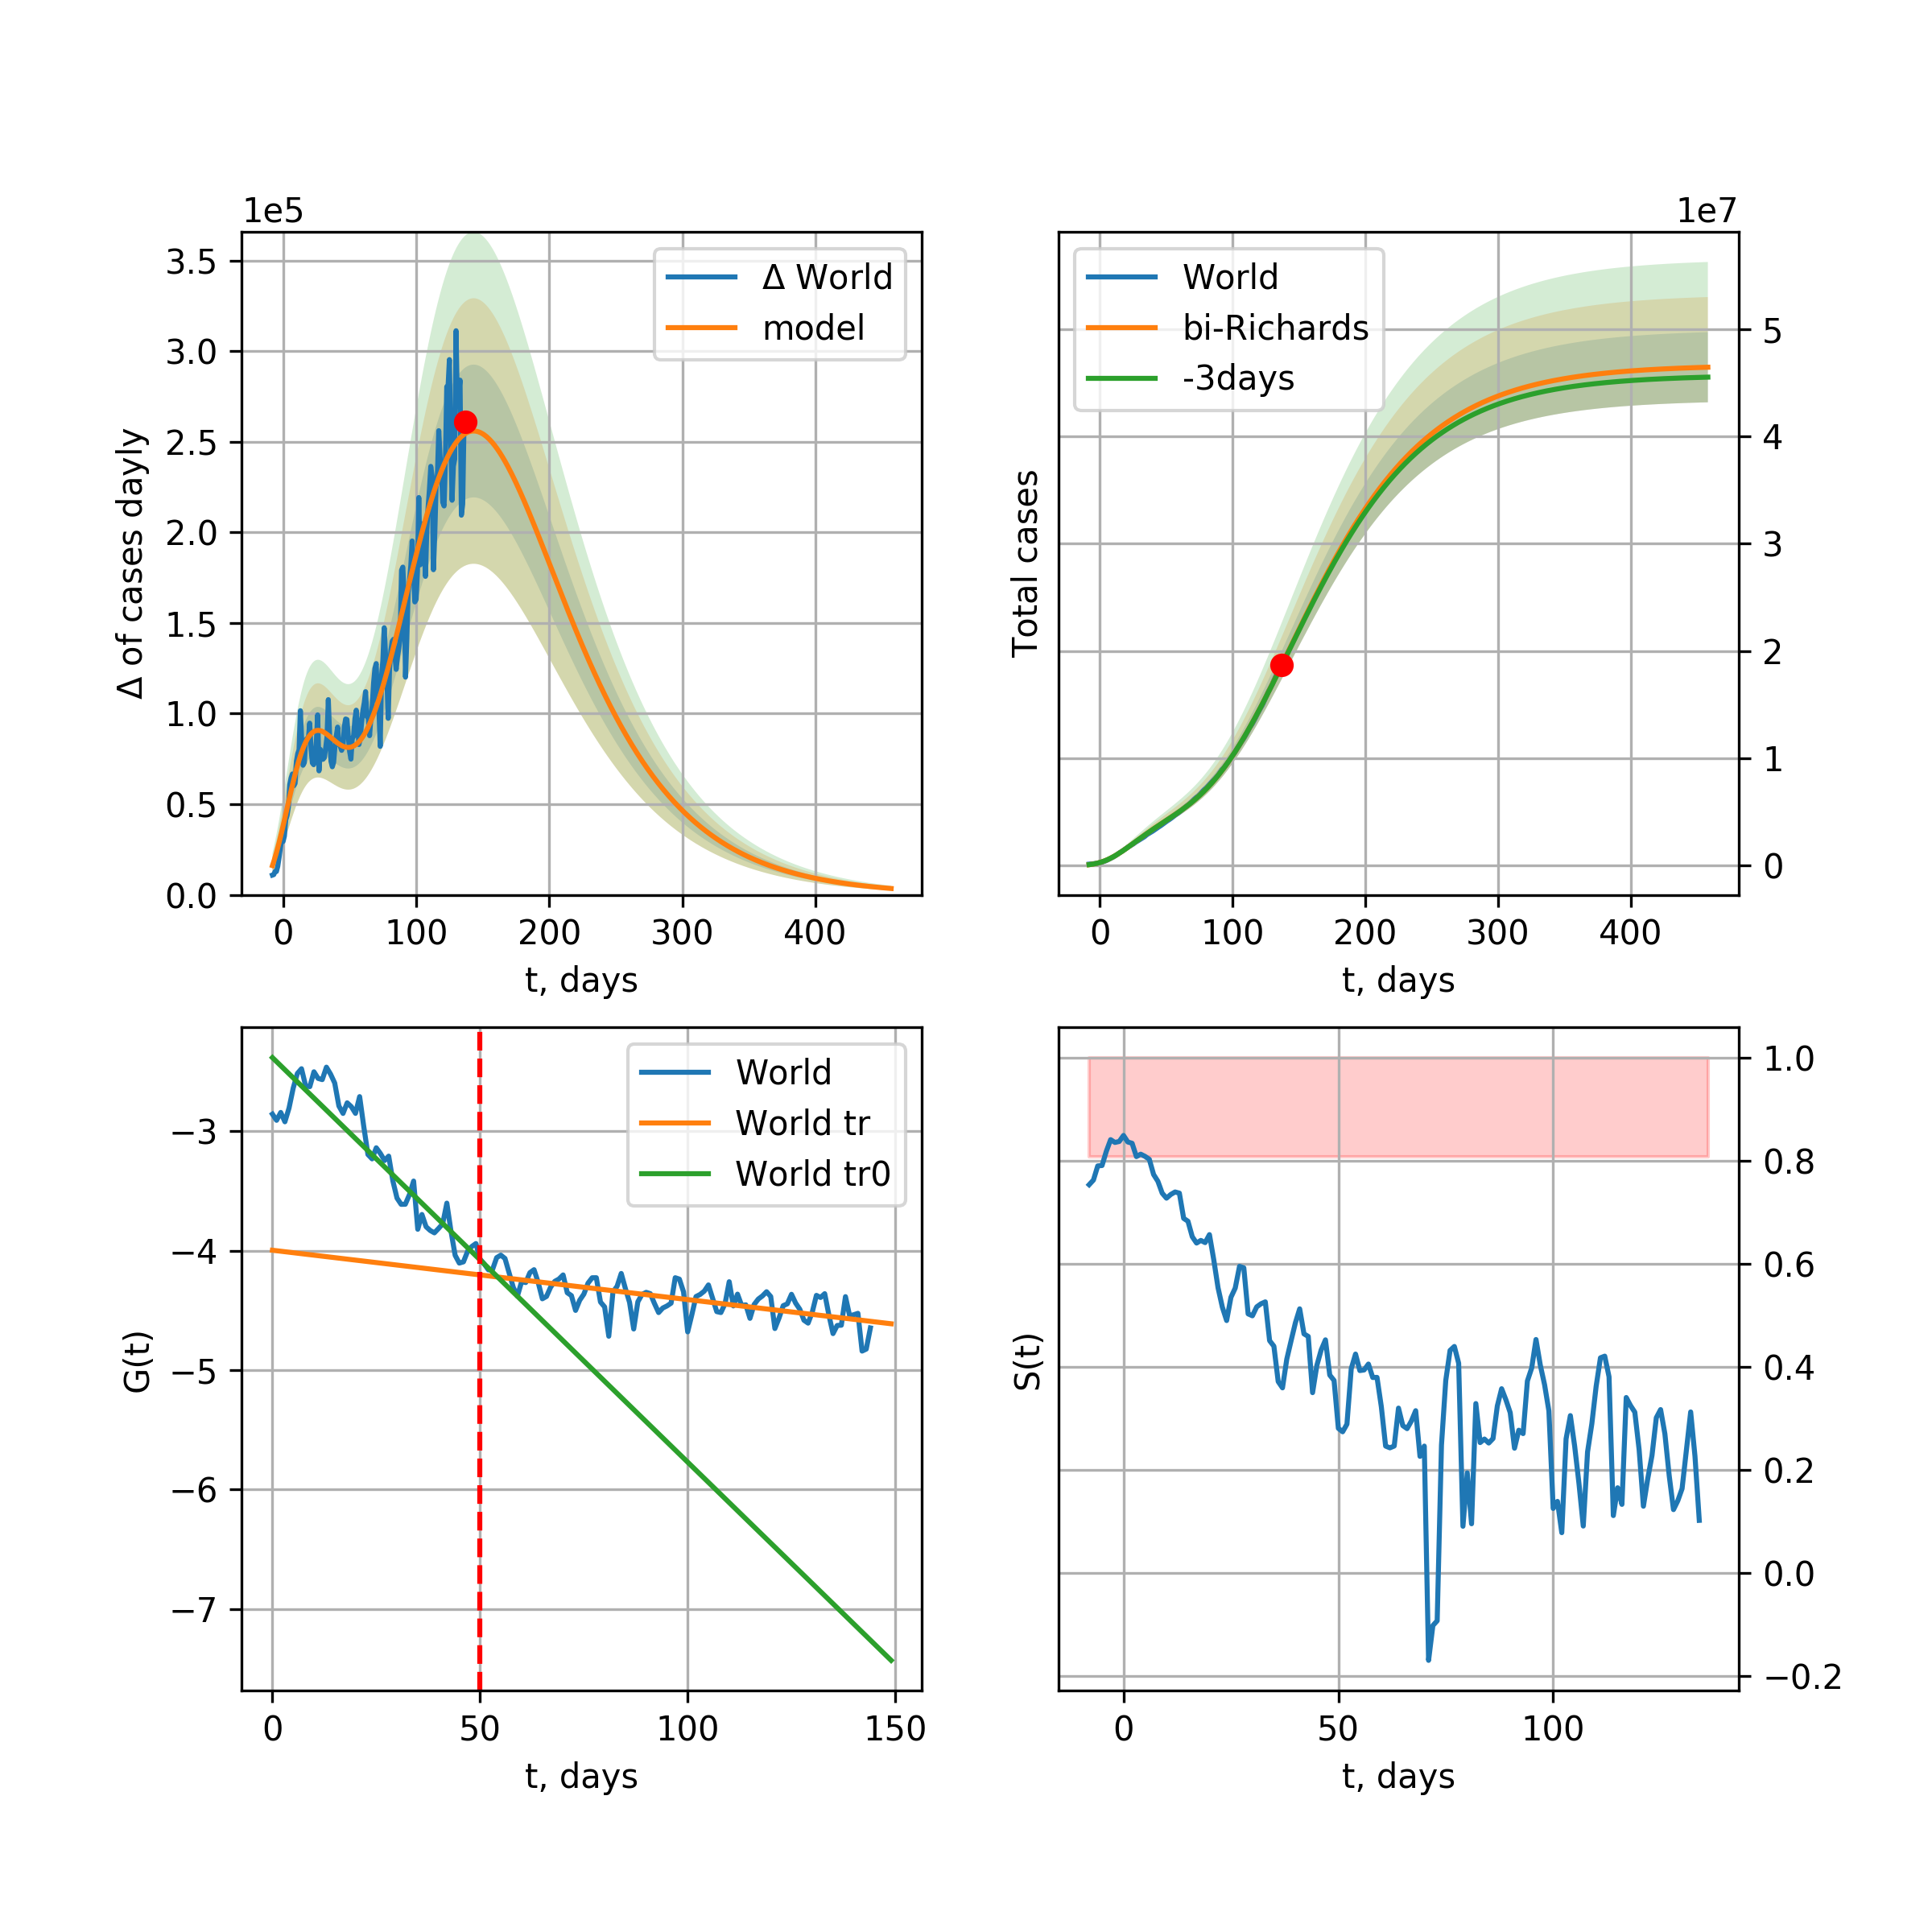 1e5
3.5
3.0
2.5
2.0
1.5
1.0
0.5
0.0
Δ of cases dayly
Δ World
model
0 100 200 300 400
t, days
1e7
World
bi-Richards
-3days
Total cases
5
4
3
2
1
0
0 100 200 300 400
t, days
−3
−4
−5
−6
−7
G(t)
World
World tr
World tr0
0 50 100 150
t, days
S(t)
1.0
0.8
0.6
0.4
0.2
0.0
−0.2
0 50 100
t, days